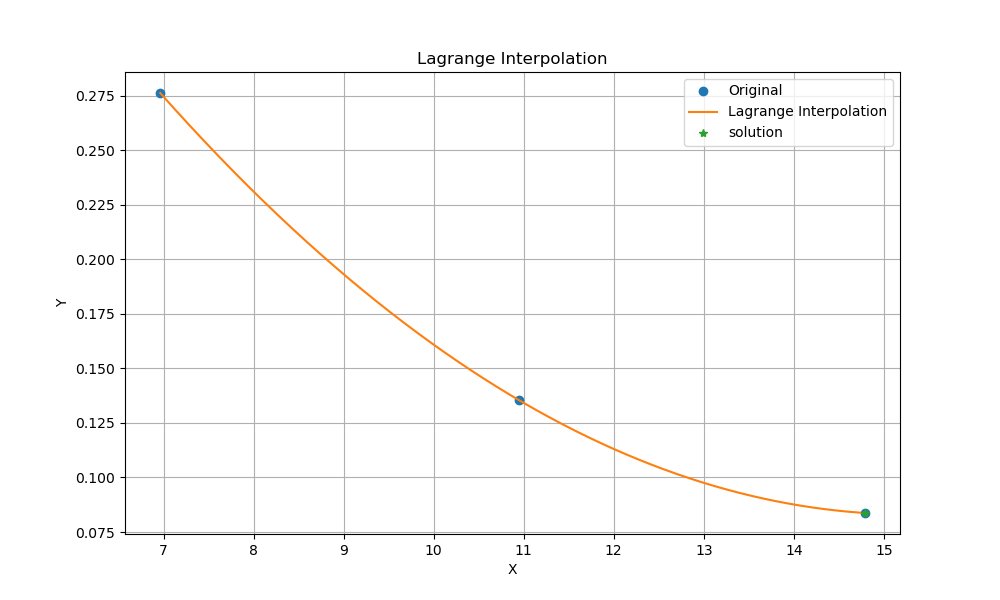 Lagrange Interpolation
Original
Lagrange Interpolation
solution
0.275
0.250
0.225
0.200
0.175
0.150
0.125
0.100
0.075
Y
7 8 9 10 11 12 13 14 15
X